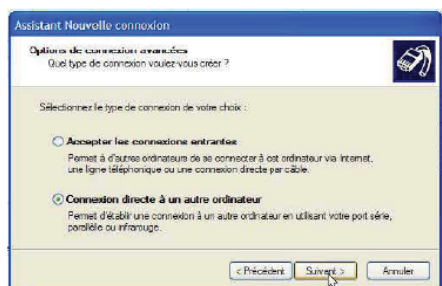 Assistant Nouvelle connexion
Options de connexion avancées
Quel type de connexion voulez-vous créer ?
Sélectionnez le type de connexion de votre choix :
Accepter les connexions entrantes
Permet à d'autres ordinateurs de se connecter à cet ordinateur via Internet,
une ligne téléphonique ou une connexion directe par câble.
Connexion directe à un autre ordinateur
Permet d'établir une connexion à un autre ordinateur en utilisant votre port série,
parallèle ou infrarouge.
< Précédent Suivant > Annuler